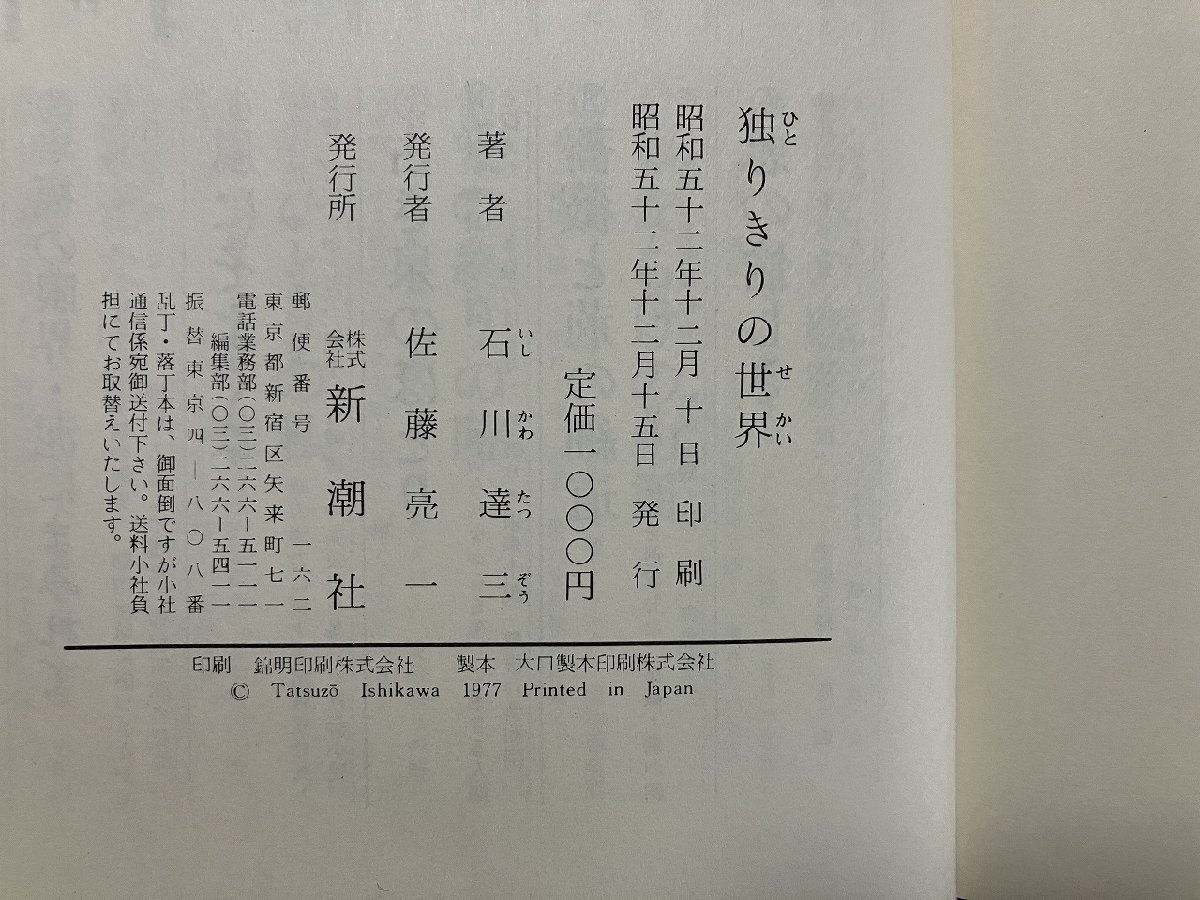 独りきりの世界
昭和五十二年十二月十日 印刷
昭和五十二年十二月十五日 発行
定価一〇〇〇円
著者 石川達三
発行者 佐藤亮一
発行所 株式会社 新潮社
郵便番号 一六二
東京都新宿区矢来町七一
電話業務部(〇三)二六六―五一一一
編集部(〇三)二六六―五四一一
振替東京四―八〇八番
乱丁・落丁本は、御面倒ですが小社
通信係宛御送付下さい。送料小社負
担にてお取替えいたします。
印刷 錦明印刷株式会社 製本 大口製本印刷株式会社
© Tatsuzō Ishikawa 1977 Printed in Japan